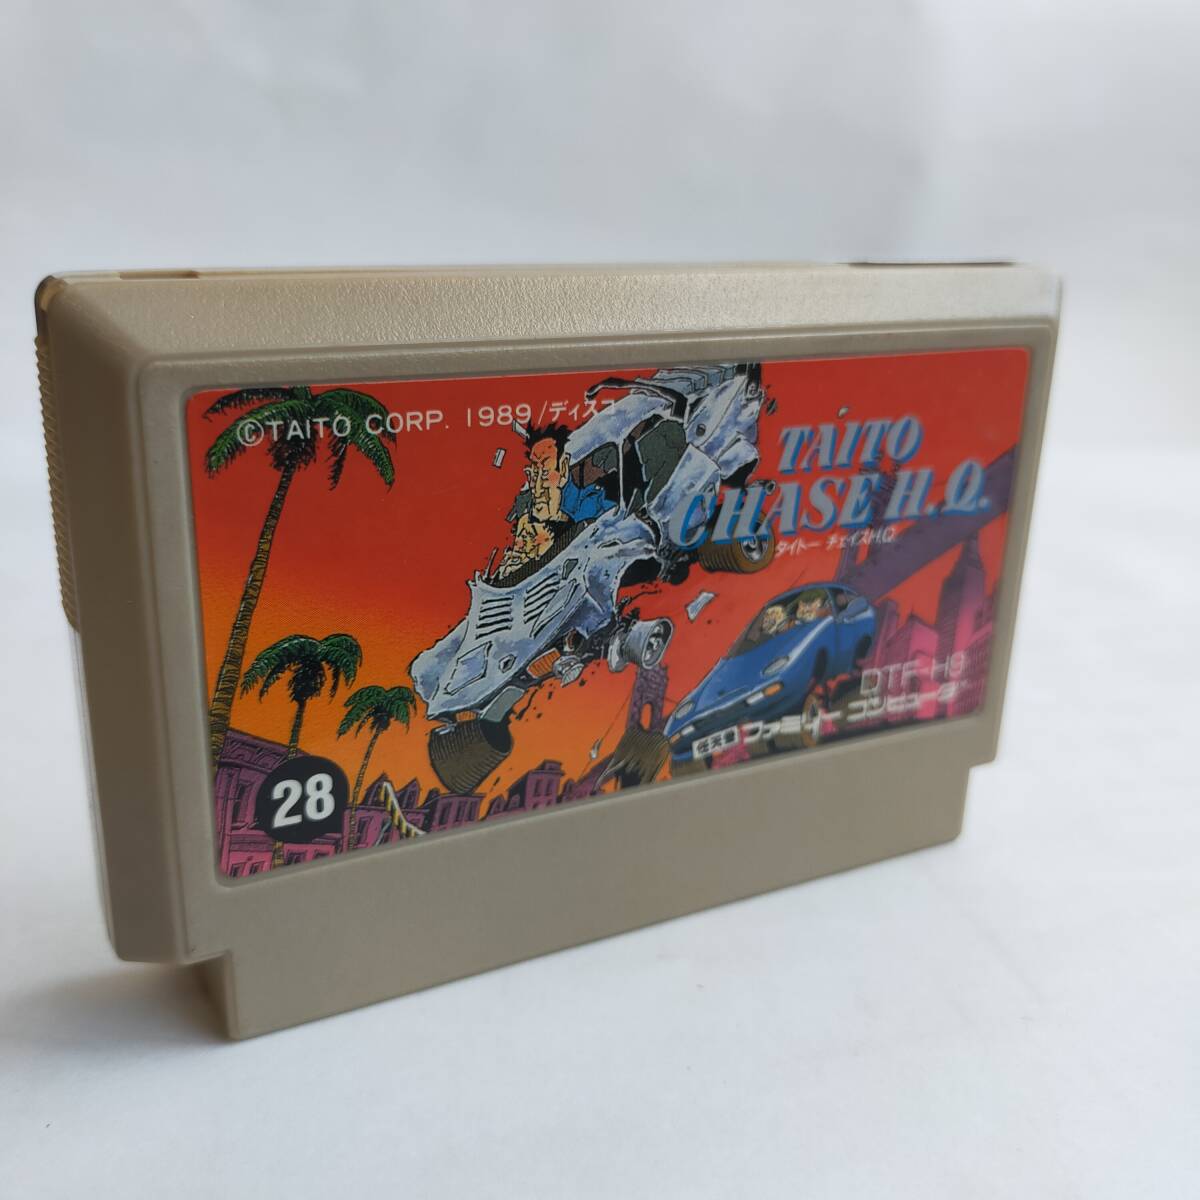 ©TAITO CORP. 1989/ディスコ
TAITO
CHASE H.Q.
タイトー チェイスH.Q.
DTF-H9
任天堂 ファミリー コンピュータ
28